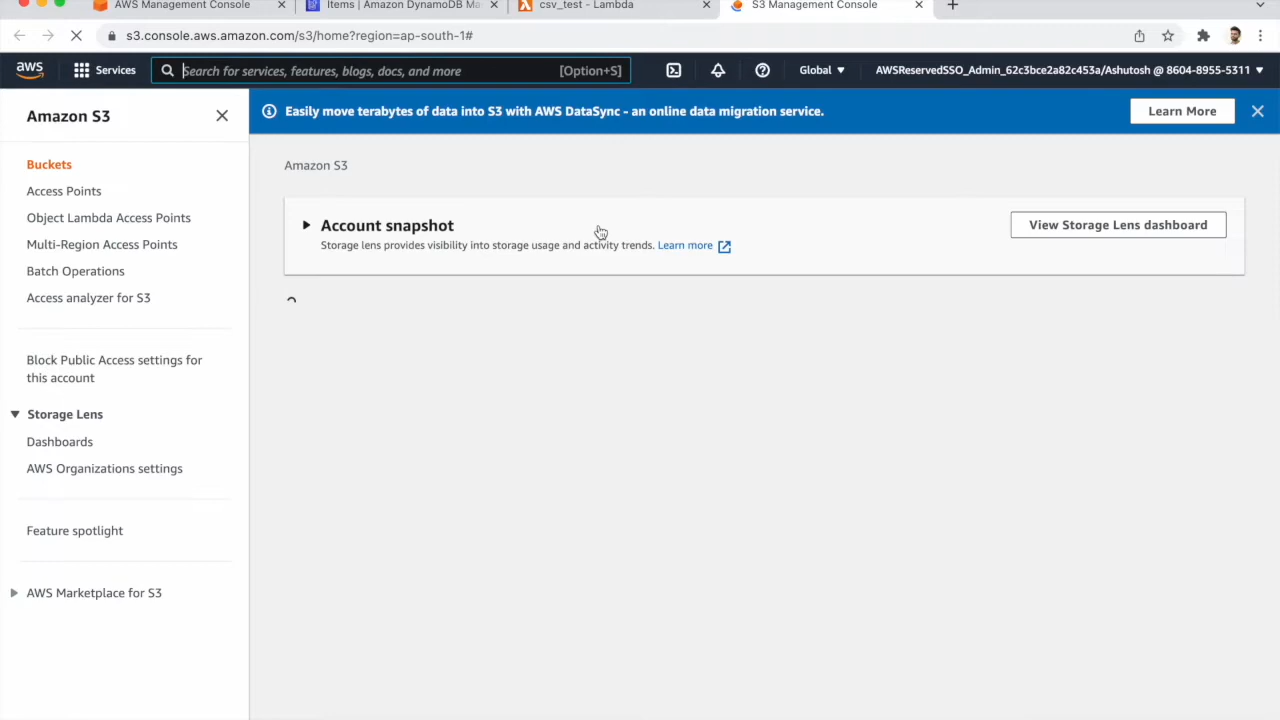 AWS Management Console
Items | Amazon DynamoDB Ma
csv_test - Lambda
S3 Management Console
s3.console.aws.amazon.com/s3/home?region=ap-south-1#
aws
Services
Search for services, features, blogs, docs, and more
[Option+S]
Global
AWSReservedSSO_Admin_62c3bce2a82c453a/Ashutosh @ 8604-8955-5311
Amazon S3
Easily move terabytes of data into S3 with AWS DataSync - an online data migration service.
Learn More
Buckets
Access Points
Object Lambda Access Points
Multi-Region Access Points
Batch Operations
Access analyzer for S3
Block Public Access settings for
this account
Storage Lens
Dashboards
AWS Organizations settings
Feature spotlight
AWS Marketplace for S3
Amazon S3
Account snapshot
Storage lens provides visibility into storage usage and activity trends. Learn more
View Storage Lens dashboard